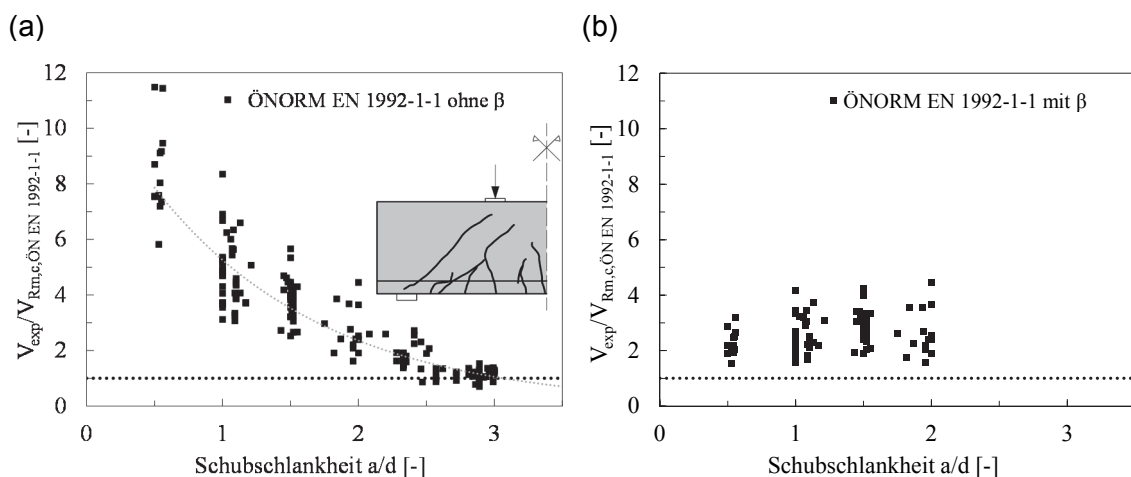 (a)
ÖNORM EN 1992-1-1 ohne β
V_exp/V_Rm,c,ÖN EN 1992-1-1 [-]
12
10
8
6
4
2
0
0 1 2 3
Schubschlankheit a/d [-]
(b)
ÖNORM EN 1992-1-1 mit β
V_exp/V_Rm,c,ÖN EN 1992-1-1 [-]
12
10
8
6
4
2
0
0 1 2 3
Schubschlankheit a/d [-]